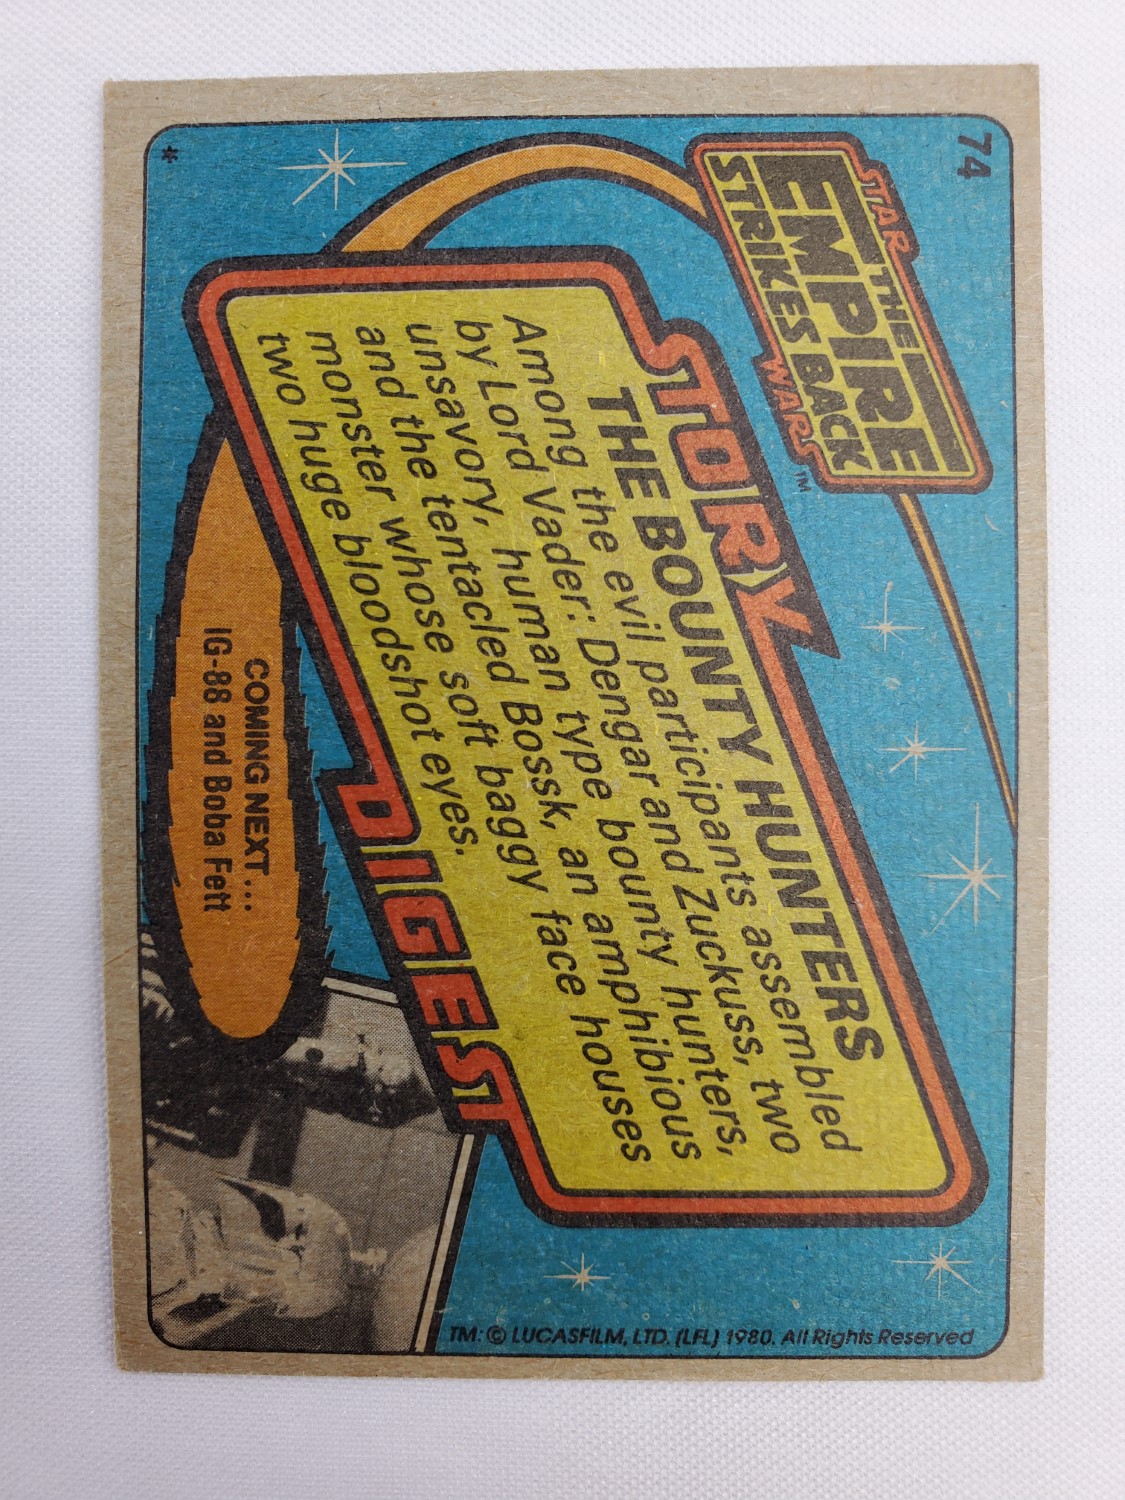 74
STAR
THE
EMPIRE
STRIKES BACK
WARS™
STORY
THE BOUNTY HUNTERS
Among the evil participants assembled
by Lord Vader: Dengar and Zuckuss, two
unsavory, human type bounty hunters,
and the tentacled Bossk, an amphibious
monster whose soft baggy face houses
two huge bloodshot eyes.
DIGEST
COMING NEXT...
IG-88 and Boba Fett
*
TM: © LUCASFILM, LTD. (LFL) 1980. All Rights Reserved